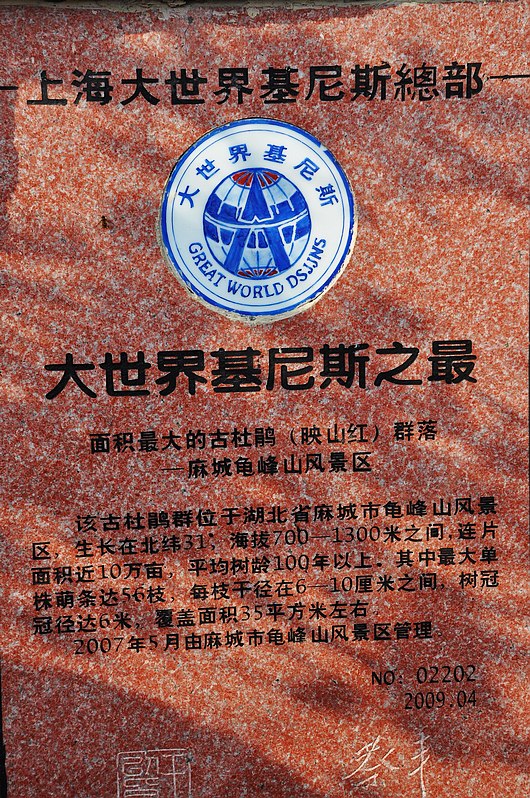 上海大世界基尼斯總部
大世界基尼斯
GREAT WORLD DSJJNS
大世界基尼斯之最
面积最大的古杜鹃（映山红）群落
—麻城龟峰山风景区
该古杜鹃群位于湖北省麻城市龟峰山风景
区，生长在北纬31°，海拔700—1300米之间，连片
面积近10万亩，平均树龄100年以上。其中最大单
株萌条达56枝，每枝干径在6—10厘米之间，树冠
冠径达6米，覆盖面积35平方米左右。
2007年5月由麻城市龟峰山风景区管理
NO：02202
2009.04